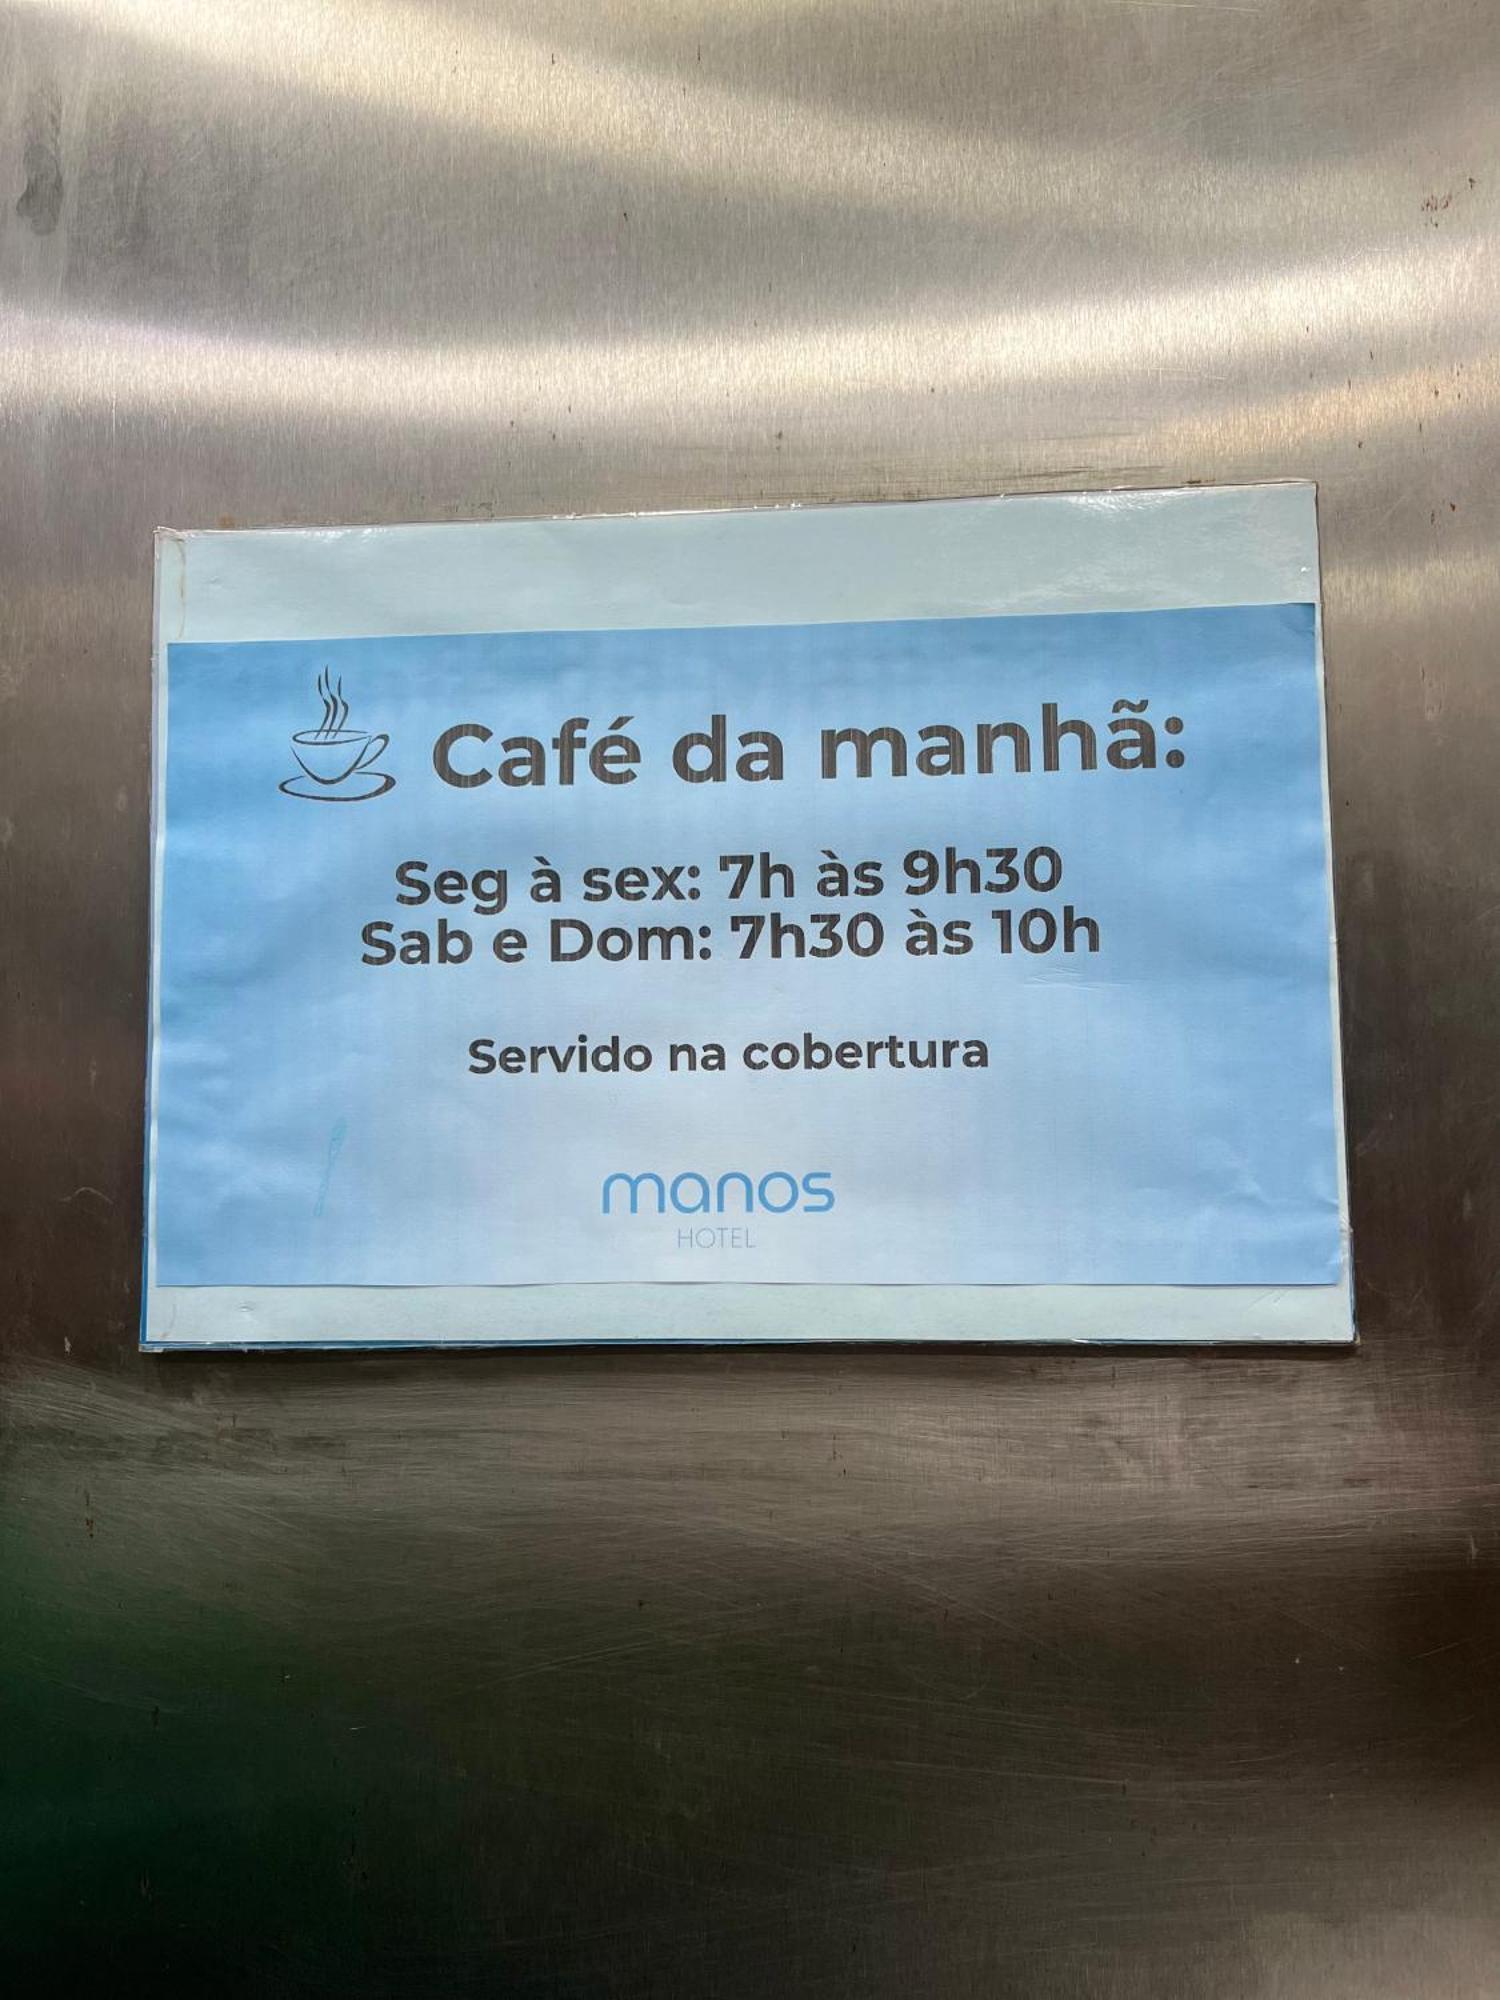 Café da manhã:
Seg à sex: 7h às 9h30
Sab e Dom: 7h30 às 10h
Servido na cobertura
manos
HOTEL